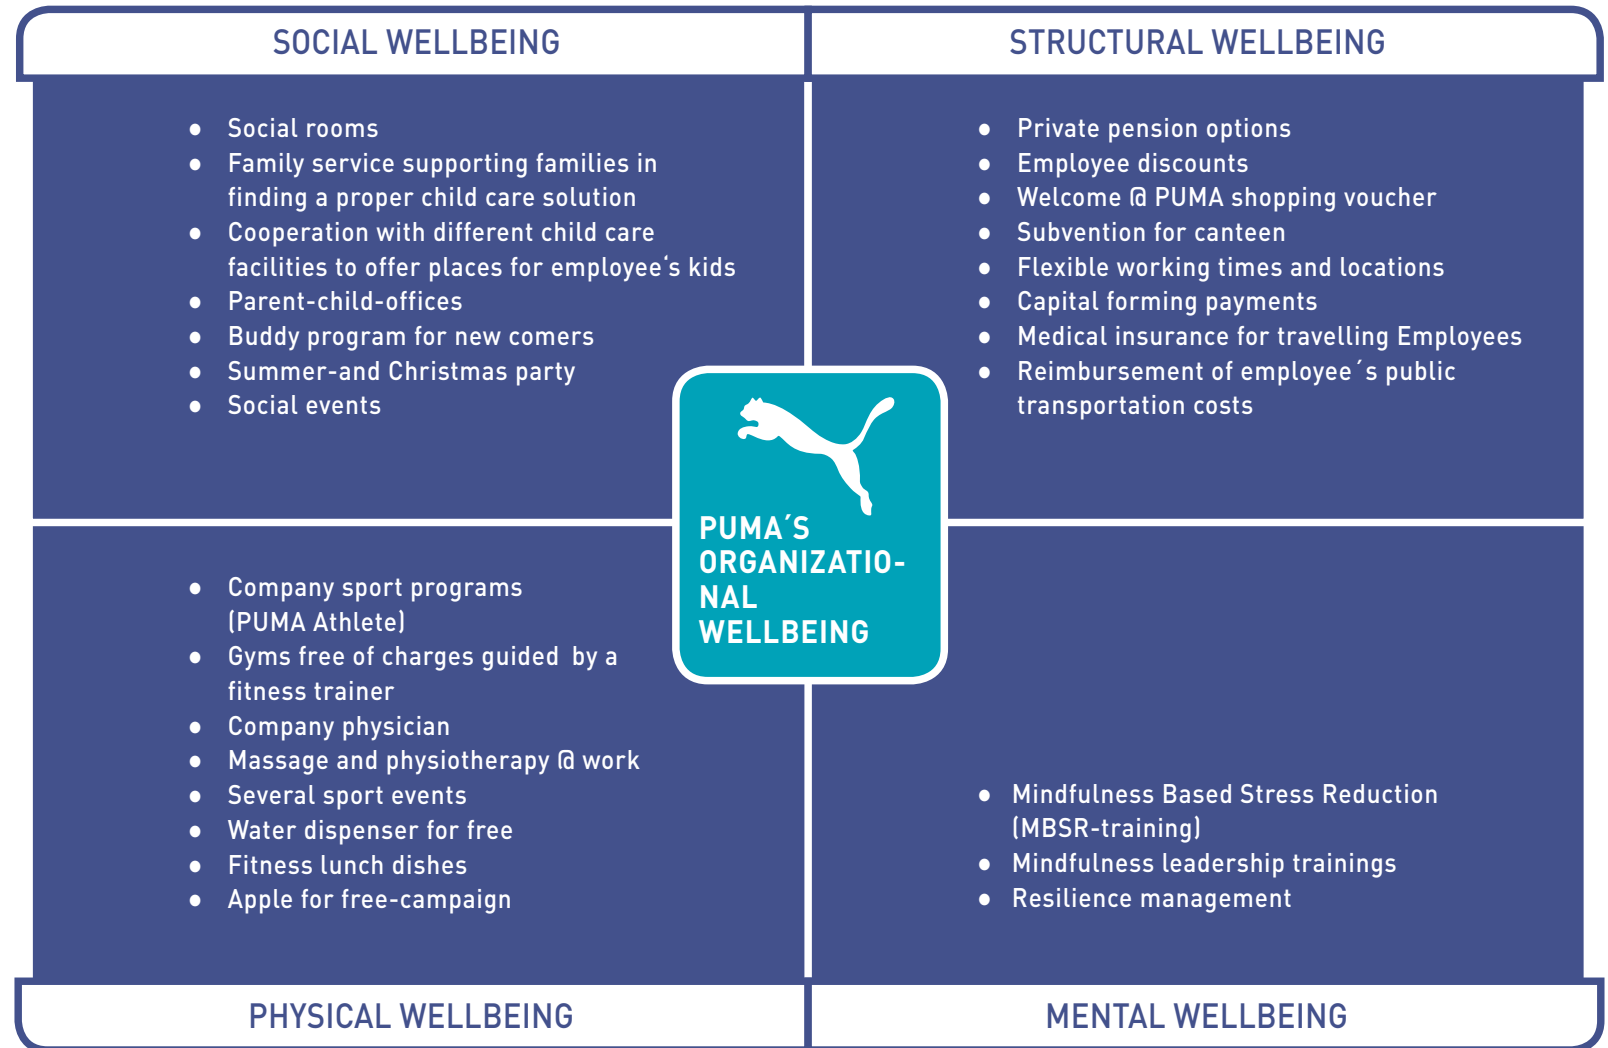 SOCIAL WELLBEING
STRUCTURAL WELLBEING
● Social rooms
● Family service supporting families in
finding a proper child care solution
● Cooperation with different child care
facilities to offer places for employee‘s kids
● Parent-child-offices
● Buddy program for new comers
● Summer-and Christmas party
● Social events
● Private pension options
● Employee discounts
● Welcome @ PUMA shopping voucher
● Subvention for canteen
● Flexible working times and locations
● Capital forming payments
● Medical insurance for travelling Employees
● Reimbursement of employee´s public
transportation costs
PUMA´S
ORGANIZATIO-
NAL
WELLBEING
● Company sport programs
(PUMA Athlete)
● Gyms free of charges guided by a
fitness trainer
● Company physician
● Massage and physiotherapy @ work
● Several sport events
● Water dispenser for free
● Fitness lunch dishes
● Apple for free-campaign
● Mindfulness Based Stress Reduction
(MBSR-training)
● Mindfulness leadership trainings
● Resilience management
PHYSICAL WELLBEING
MENTAL WELLBEING